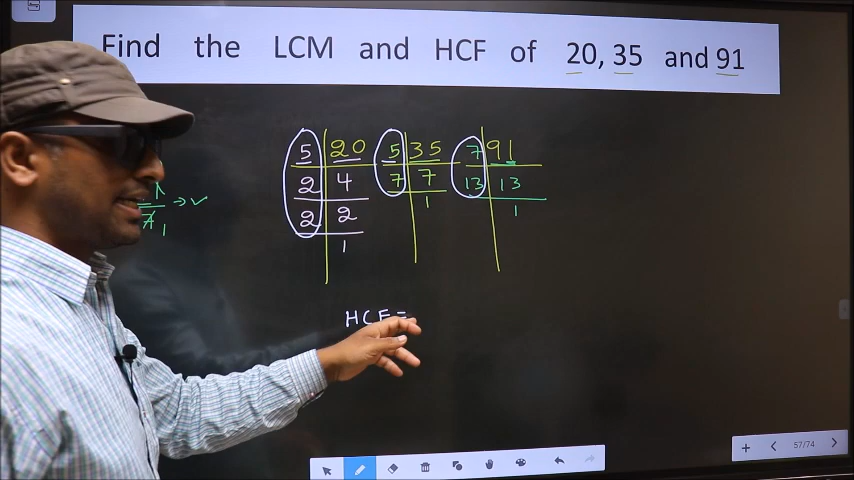 Find the LCM and HCF of 20, 35 and 91
5 20 5 35 7 91
2 4 7 7 13 13
2 2 1 1
1
HCF =
57/74